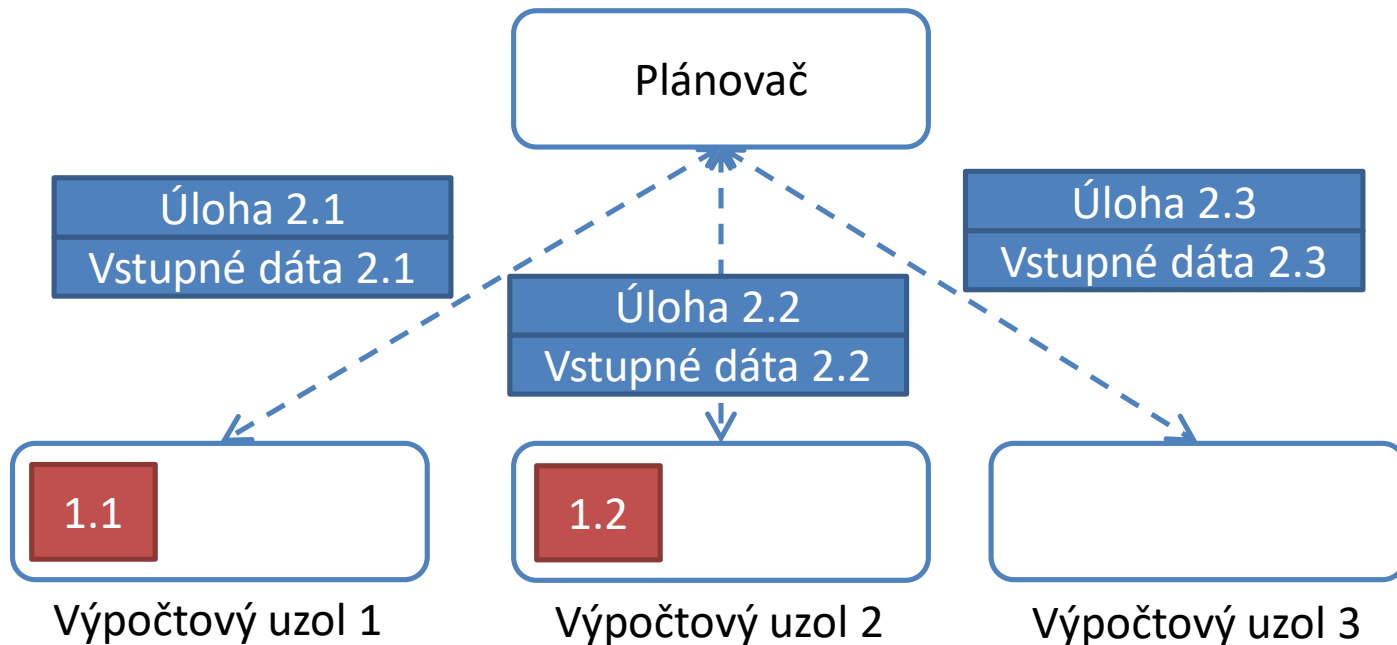 Plánovač
Úloha 2.1
Vstupné dáta 2.1
Úloha 2.2
Vstupné dáta 2.2
Úloha 2.3
Vstupné dáta 2.3
1.1
1.2
Výpočtový uzol 1
Výpočtový uzol 2
Výpočtový uzol 3